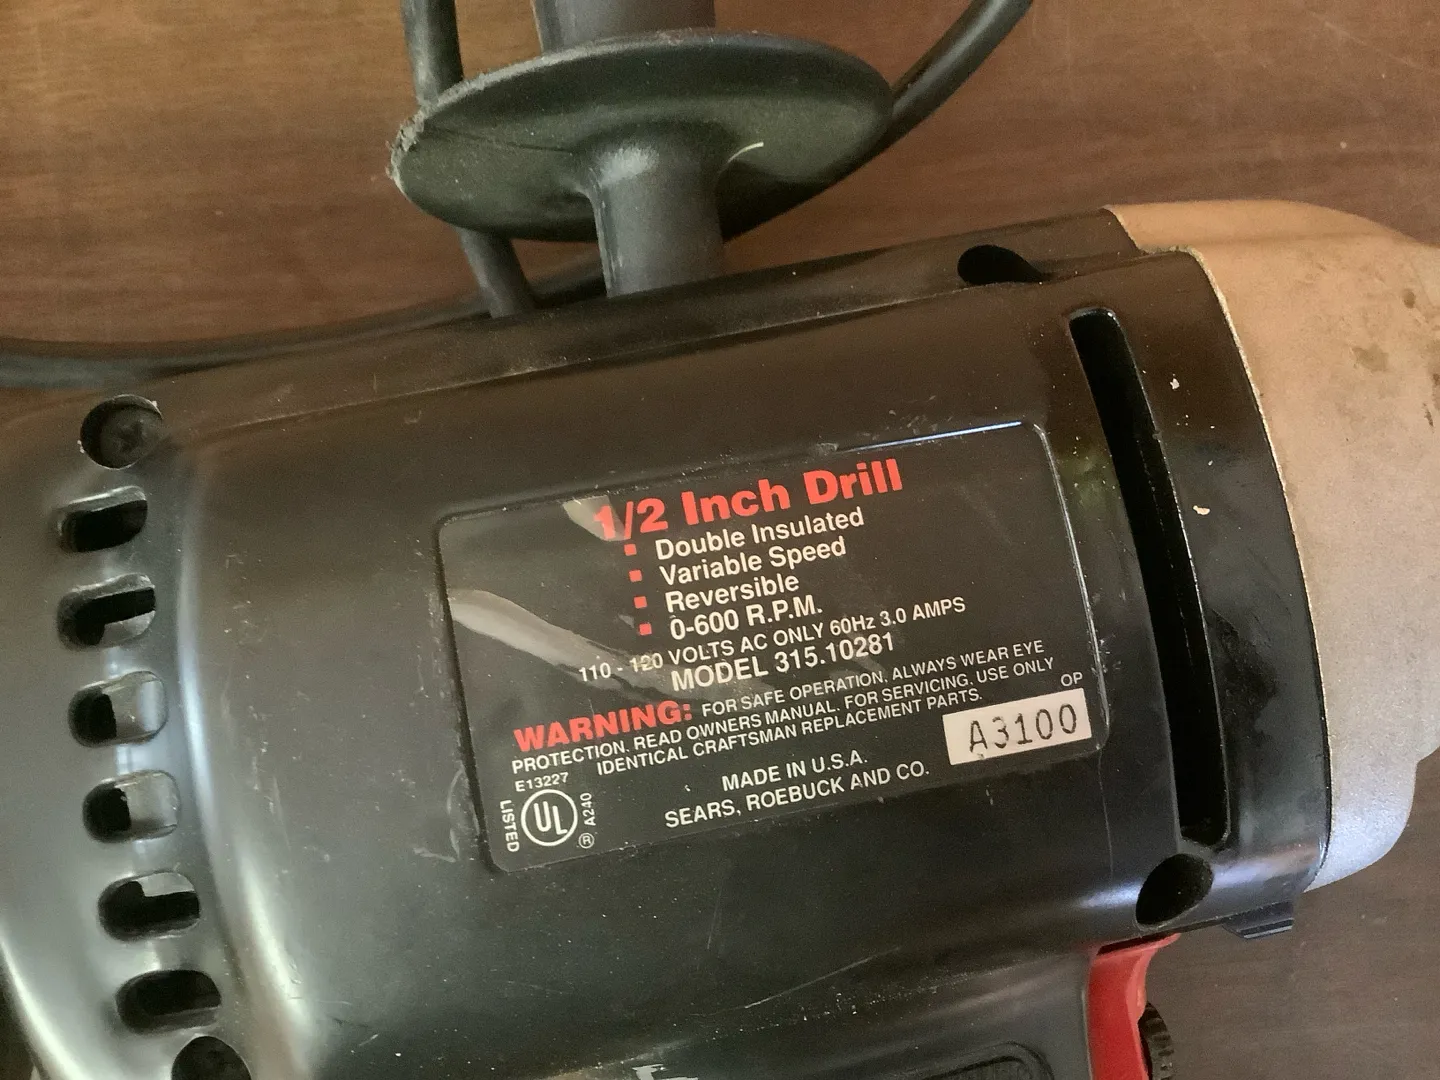 1/2 Inch Drill
▪ Double Insulated
▪ Variable Speed
▪ Reversible
▪ 0-600 R.P.M.
110 - 120 VOLTS AC ONLY 60Hz 3.0 AMPS
MODEL 315.10281
WARNING: FOR SAFE OPERATION. ALWAYS WEAR EYE
PROTECTION. READ OWNERS MANUAL. FOR SERVICING. USE ONLY
IDENTICAL CRAFTSMAN REPLACEMENT PARTS.
OP
A3100
E13227
LISTED
UL
®
A240
MADE IN U.S.A.
SEARS, ROEBUCK AND CO.